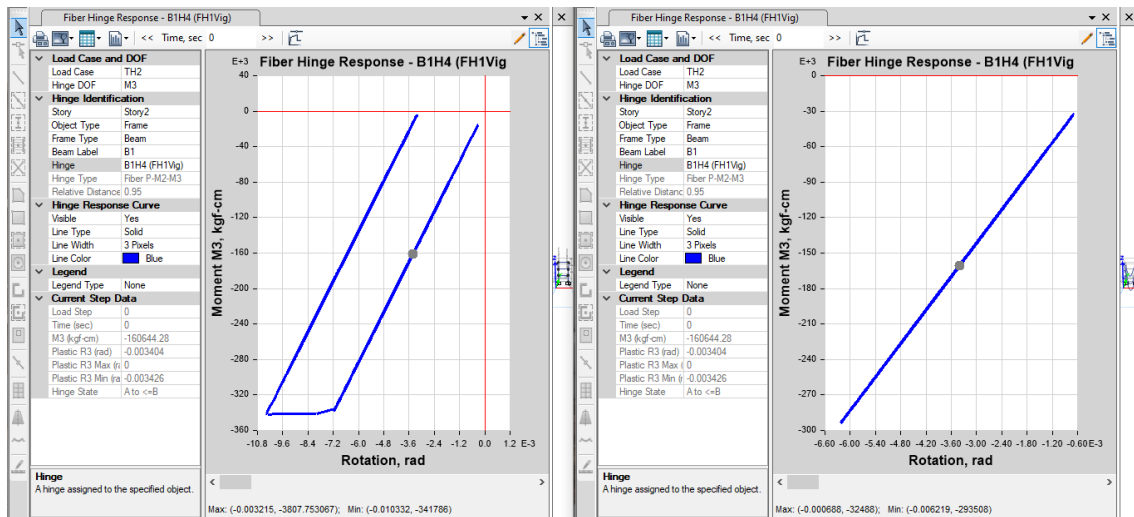 Fiber Hinge Response - B1H4 (FH1Vig)
<< Time, sec 0 >>
Load Case and DOF
Load Case TH2
Hinge DOF M3
Hinge Identification
Story Story2
Object Type Frame
Frame Type Beam
Beam Label B1
Hinge B1H4 (FH1Vig)
Hinge Type Fiber P-M2-M3
Relative Distance 0.95
Hinge Response Curve
Visible Yes
Line Type Solid
Line Width 3 Pixels
Line Color Blue
Legend
Legend Type None
Current Step Data
Load Step 0
Time (sec) 0
M3 (kgf-cm) -160644.28
Plastic R3 (rad) -0.003404
Plastic R3 Max (ra 0
Plastic R3 Min (ra -0.003426
Hinge State A to <=B
Hinge
A hinge assigned to the specified object.
E+3 Fiber Hinge Response - B1H4 (FH1Vig
40
0
-40
-80
-120
-160
-200
-240
-280
-320
-360
Moment M3, kgf-cm
-10.8 -9.6 -8.4 -7.2 -6.0 -4.8 -3.6 -2.4 -1.2 0.0 1.2 E-3
Rotation, rad
Max: (-0.003215, -3807.753067); Min: (-0.010332, -341786)
Fiber Hinge Response - B1H4 (FH1Vig)
<< Time, sec 0 >>
Load Case and DOF
Load Case TH2
Hinge DOF M3
Hinge Identification
Story Story2
Object Type Frame
Frame Type Beam
Beam Label B1
Hinge B1H4 (FH1Vig)
Hinge Type Fiber P-M2-M3
Relative Distanc 0.95
Hinge Response Curve
Visible Yes
Line Type Solid
Line Width 3 Pixels
Line Color Blue
Legend
Legend Type None
Current Step Data
Load Step 0
Time (sec) 0
M3 (kgf-cm) -160644.28
Plastic R3 (rad) -0.003404
Plastic R3 Max ( 0
Plastic R3 Min (r -0.003426
Hinge State A to <=B
Hinge
A hinge assigned to the specified object.
E+3 Fiber Hinge Response - B1H4 (FH1Vig
0
-30
-60
-90
-120
-150
-180
-210
-240
-270
-300
Moment M3, kgf-cm
-6.60 -6.00 -5.40 -4.80 -4.20 -3.60 -3.00 -2.40 -1.80 -1.20 -0.60 E-3
Rotation, rad
Max: (-0.000688, -32488); Min: (-0.006219, -293508)